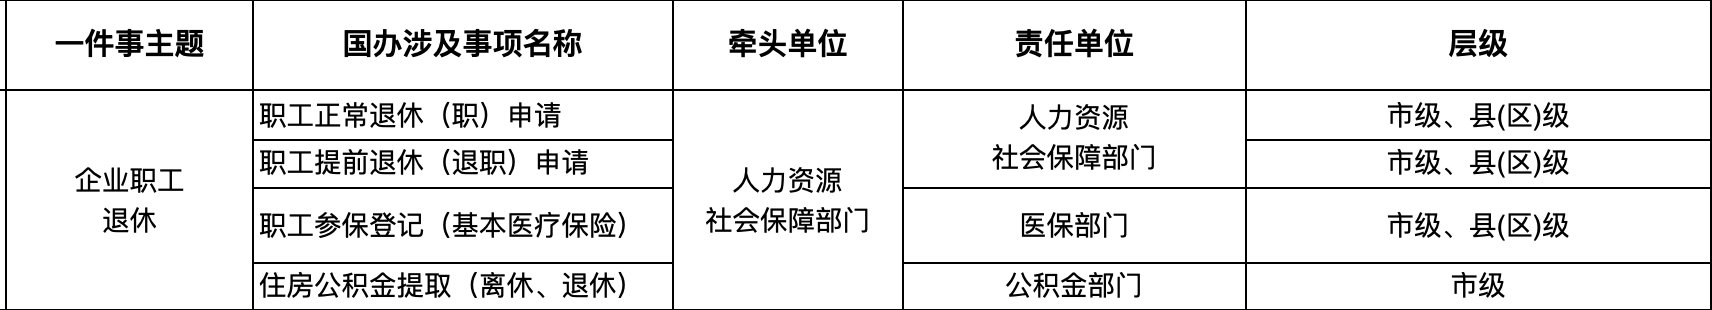 一件事主题 国办涉及事项名称 牵头单位 责任单位 层级
企业职工
退休
职工正常退休（职）申请
职工提前退休（退职）申请
职工参保登记（基本医疗保险）
住房公积金提取（离休、退休）
人力资源
社会保障部门
人力资源
社会保障部门
医保部门
公积金部门
市级、县(区)级
市级、县(区)级
市级、县(区)级
市级